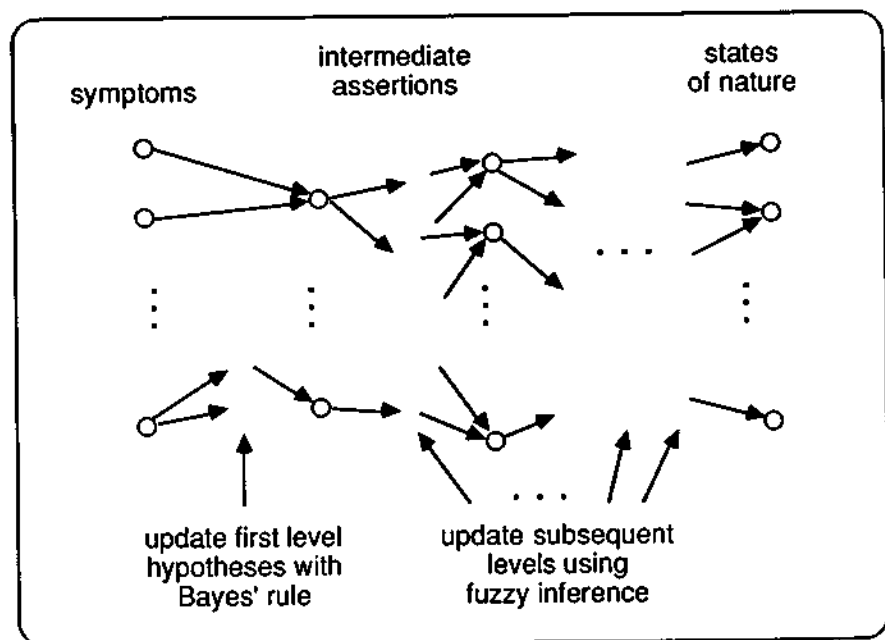 symptoms
intermediate
assertions
states
of nature
update first level
hypotheses with
Bayes' rule
update subsequent
levels using
fuzzy inference